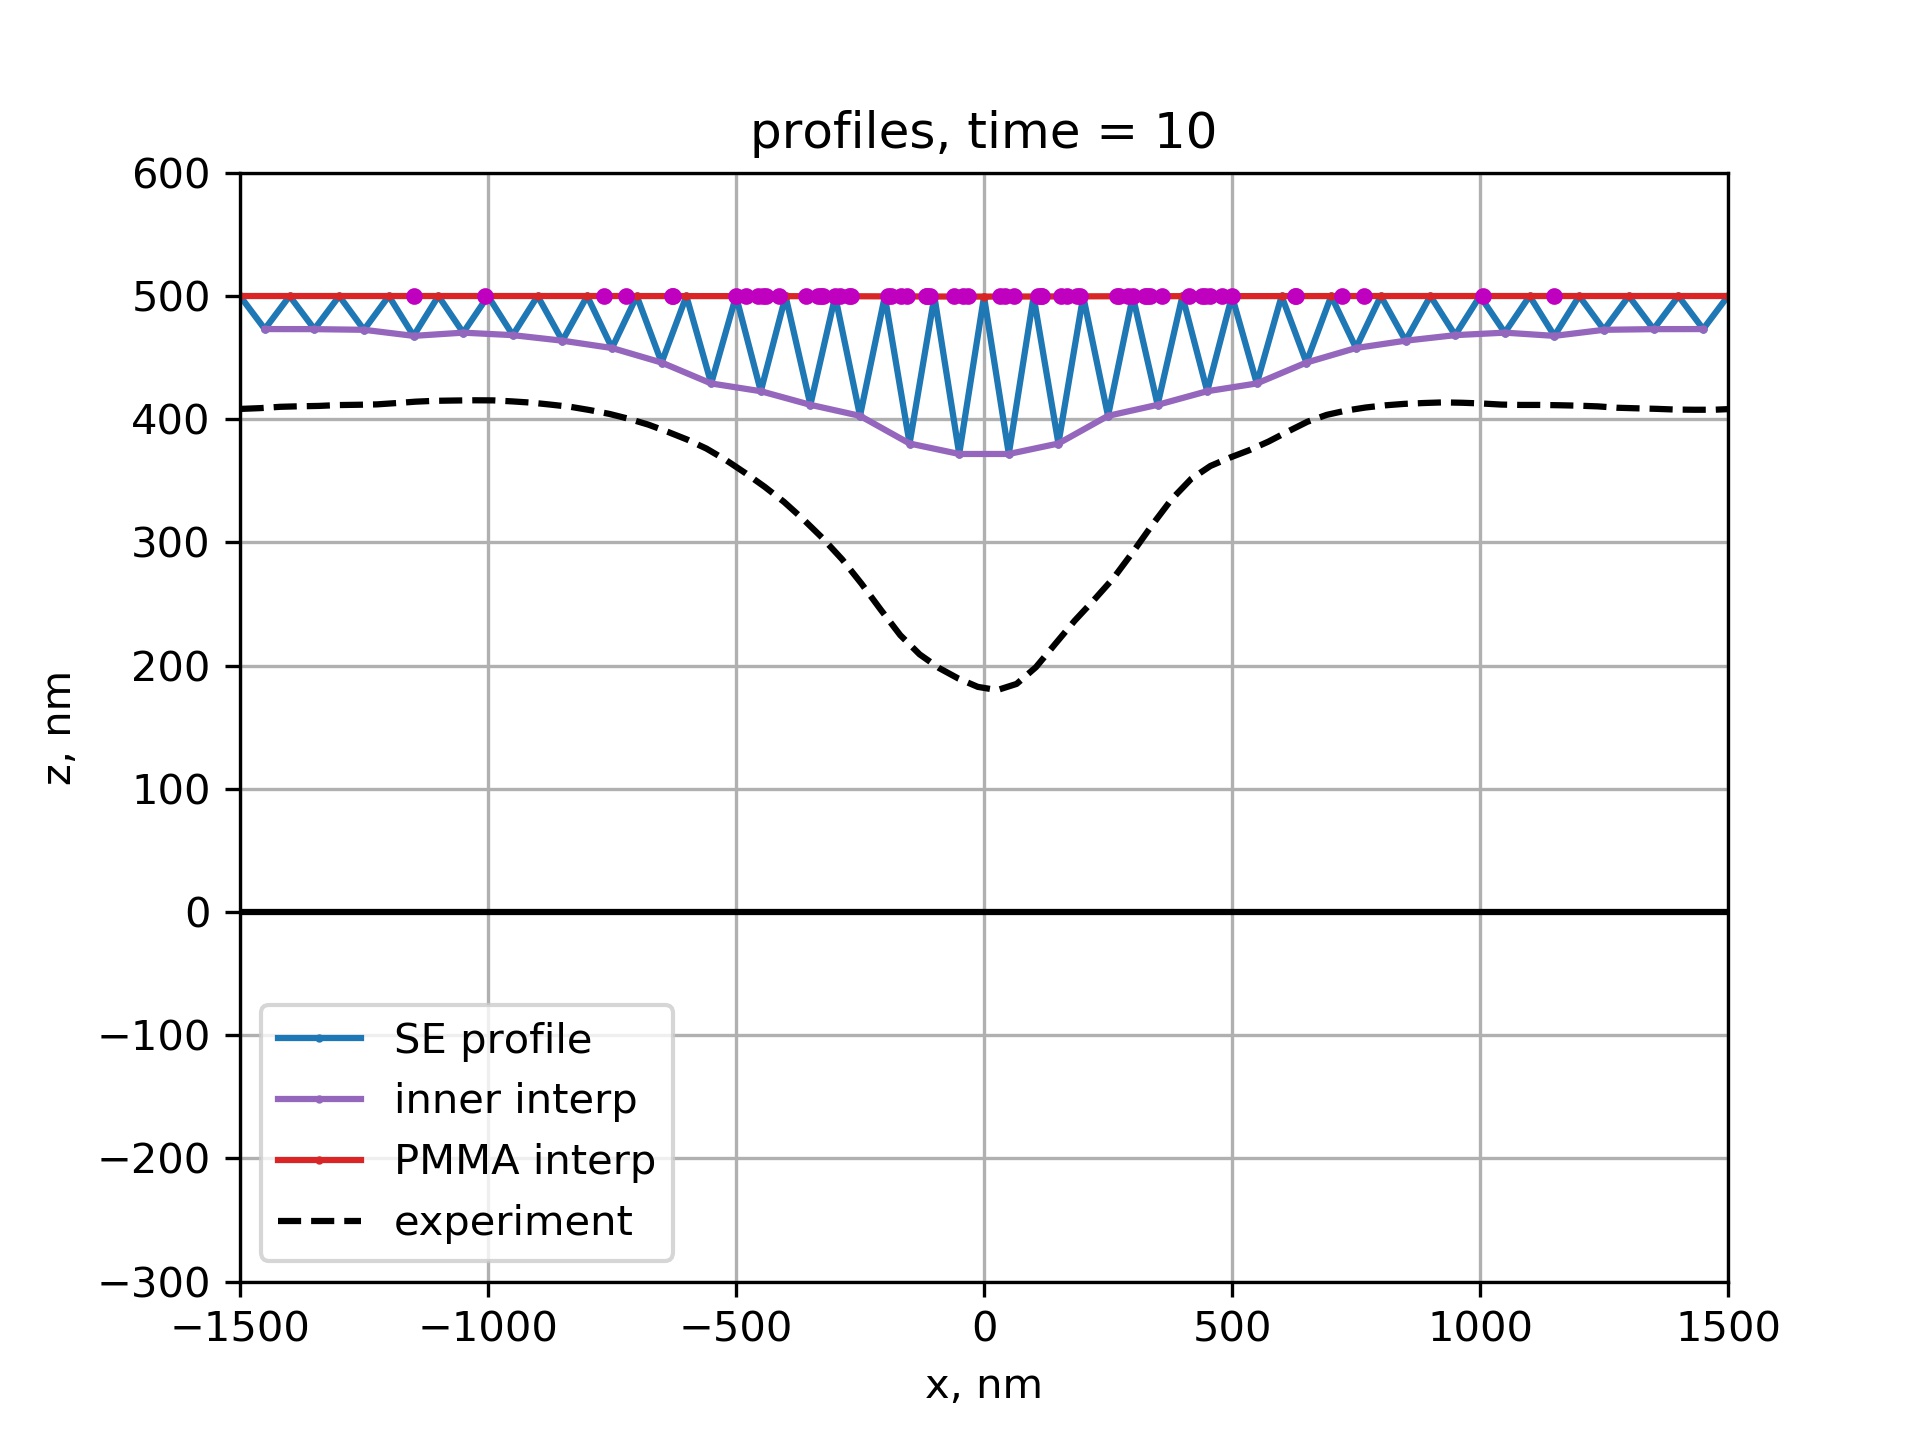 profiles, time = 10
600
500
400
300
200
100
0
−100
−200
−300
z, nm
SE profile
inner interp
PMMA interp
experiment
−1500 −1000 −500 0 500 1000 1500
x, nm